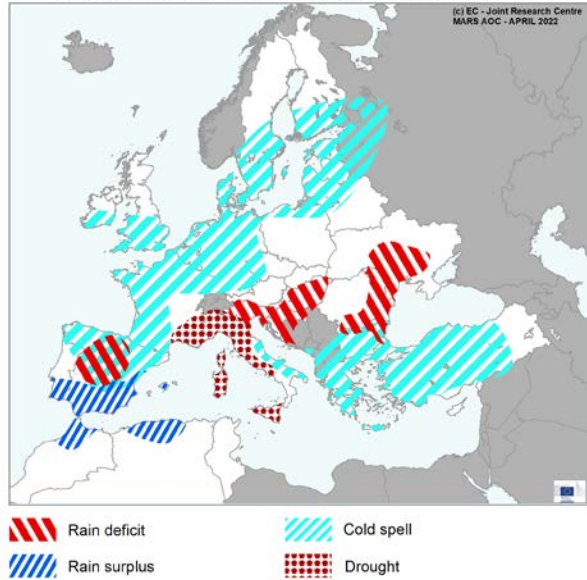 (c) EC - Joint Research Centre
MARS AOC - APRIL 2022
Rain deficit
Cold spell
Rain surplus
Drought